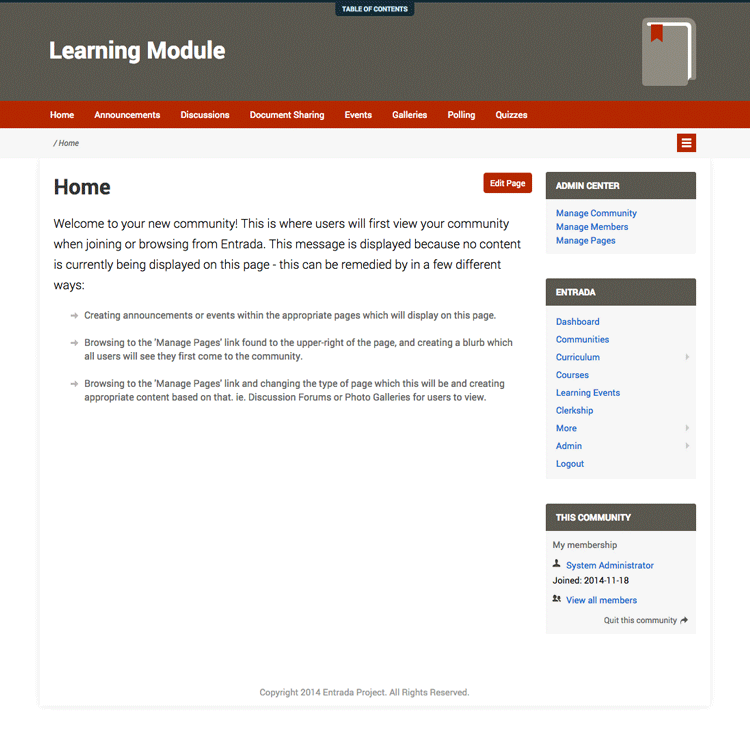 TABLE OF CONTENTS
Learning Module
Home Announcements Discussions Document Sharing Events Galleries Polling Quizzes
/ Home
Home
Edit Page
Welcome to your new community! This is where users will first view your community
when joining or browsing from Entrada. This message is displayed because no content
is currently being displayed on this page - this can be remedied by in a few different
ways:
Creating announcements or events within the appropriate pages which will display on this page.
Browsing to the 'Manage Pages' link found to the upper-right of the page, and creating a blurb which
all users will see they first come to the community.
Browsing to the 'Manage Pages' link and changing the type of page which this will be and creating
appropriate content based on that. ie. Discussion Forums or Photo Galleries for users to view.
ADMIN CENTER
Manage Community
Manage Members
Manage Pages
ENTRADA
Dashboard
Communities
Curriculum
Courses
Learning Events
Clerkship
More
Admin
Logout
THIS COMMUNITY
My membership
System Administrator
Joined: 2014-11-18
View all members
Quit this community
Copyright 2014 Entrada Project. All Rights Reserved.